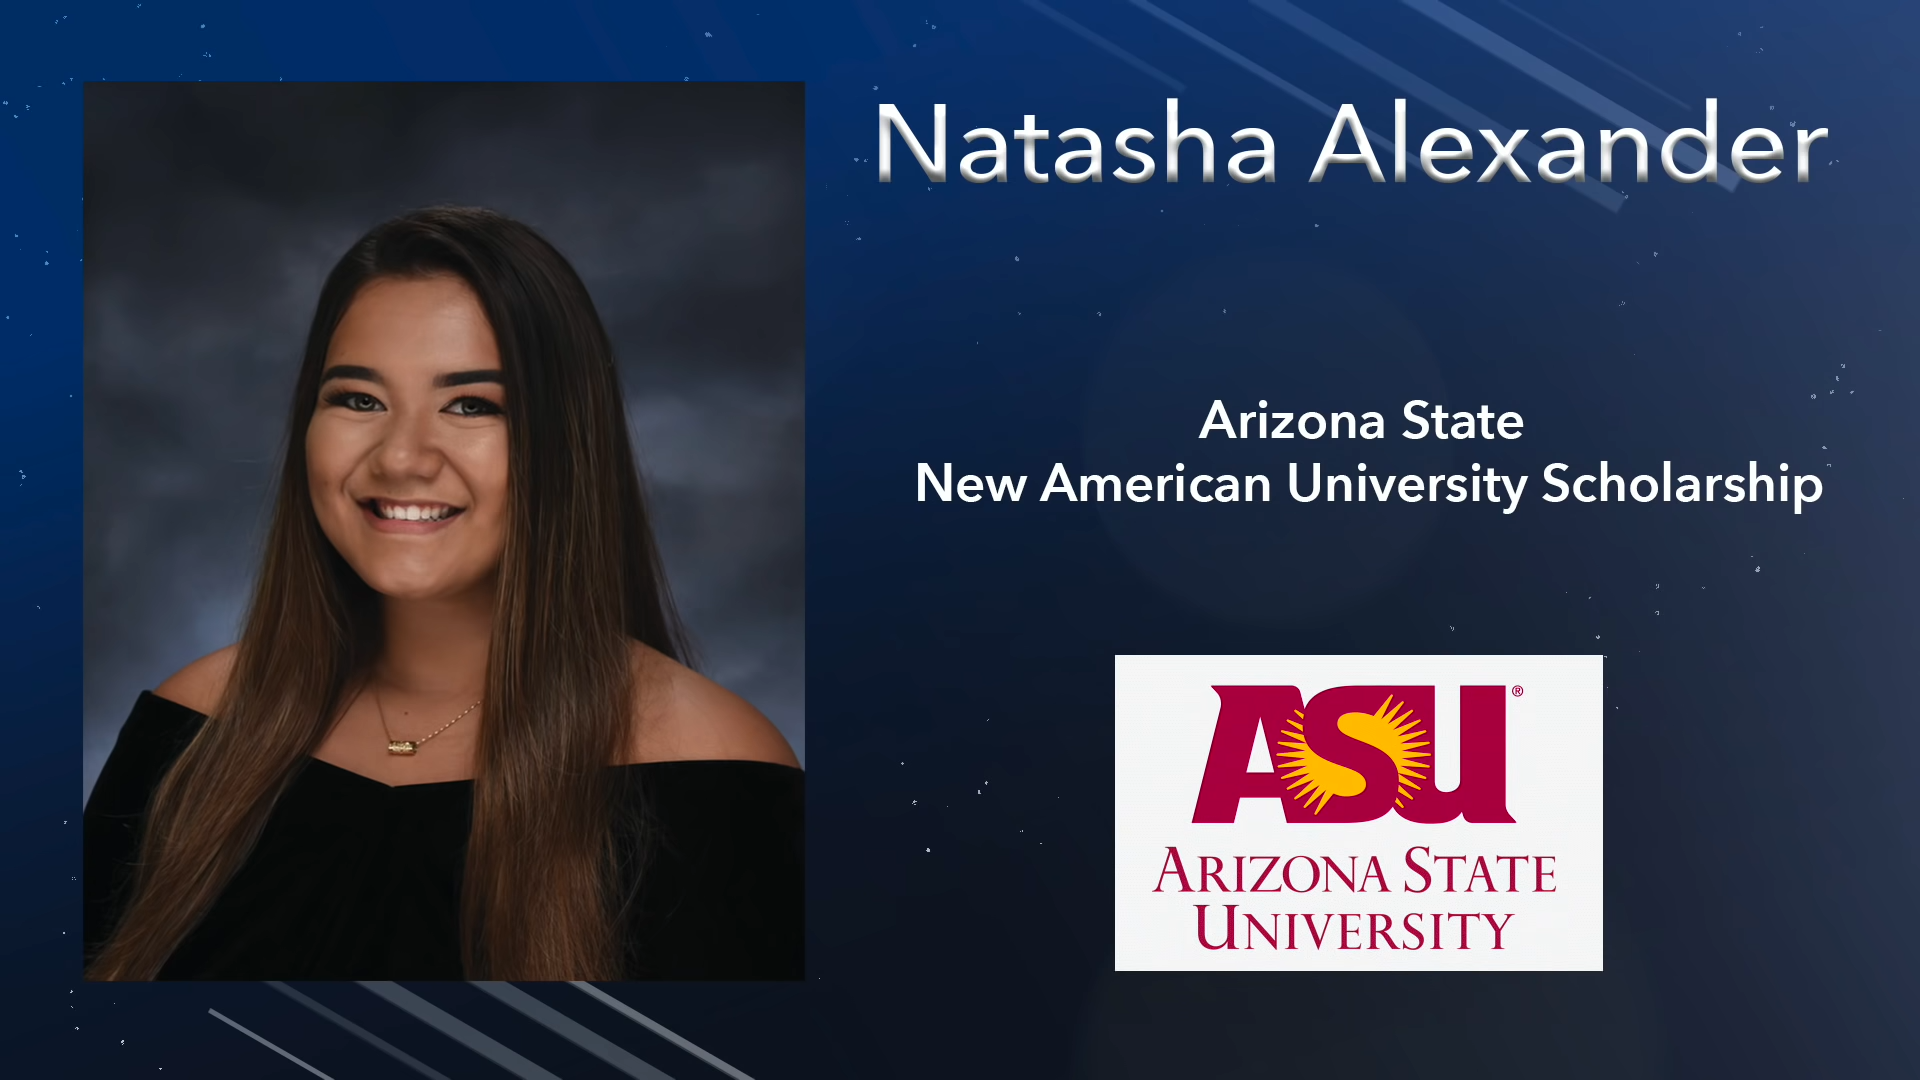 Natasha Alexander
Arizona State
New American University Scholarship
ASU®
ARIZONA STATE
UNIVERSITY